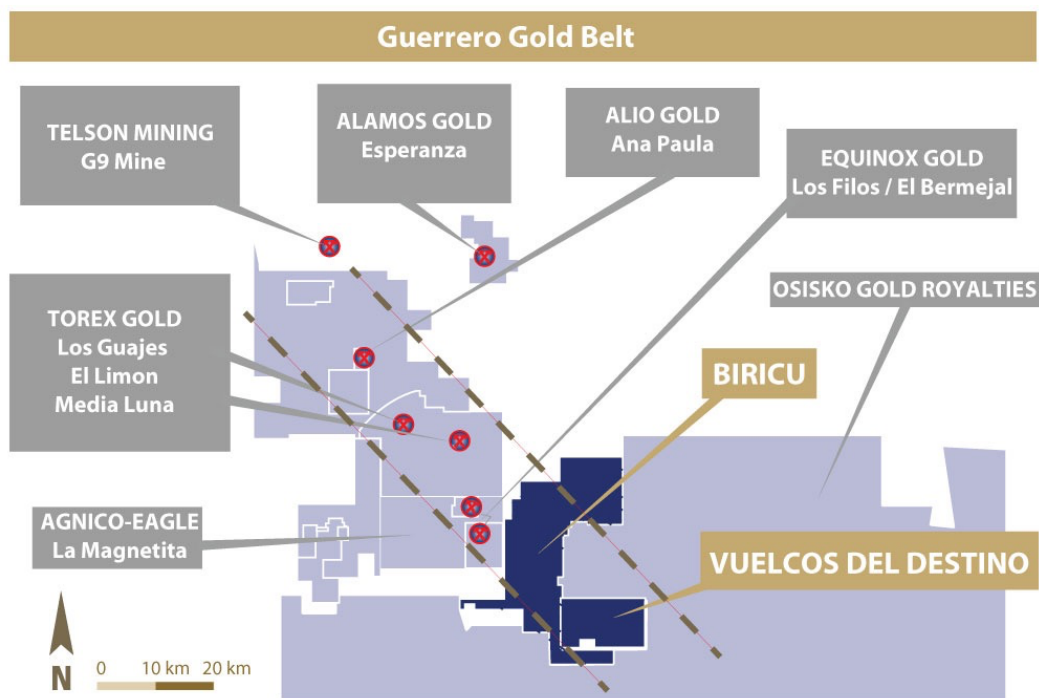 Guerrero Gold Belt
TELSON MINING
G9 Mine
ALAMOS GOLD
Esperanza
ALIO GOLD
Ana Paula
EQUINOX GOLD
Los Filos / El Bermejal
OSISKO GOLD ROYALTIES
TOREX GOLD
Los Guajes
El Limon
Media Luna
BIRICU
AGNICO-EAGLE
La Magnetita
VUELCOS DEL DESTINO
N
0 10 km 20 km